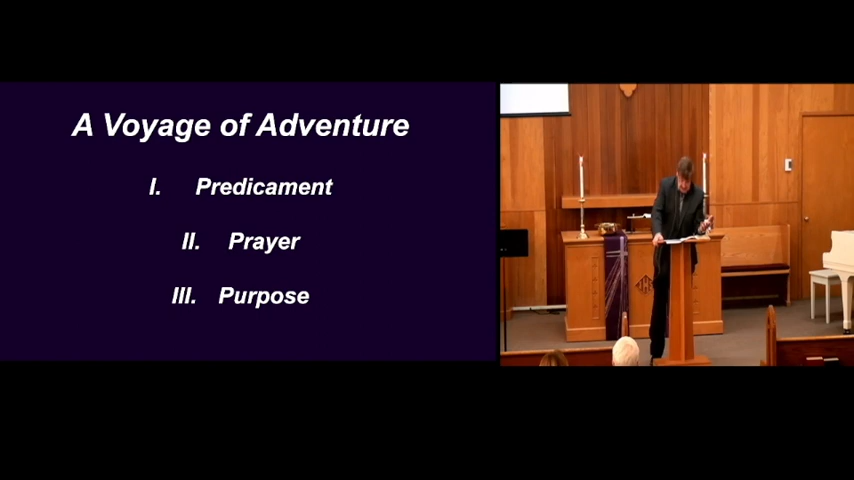 A Voyage of Adventure
I. Predicament
II. Prayer
III. Purpose